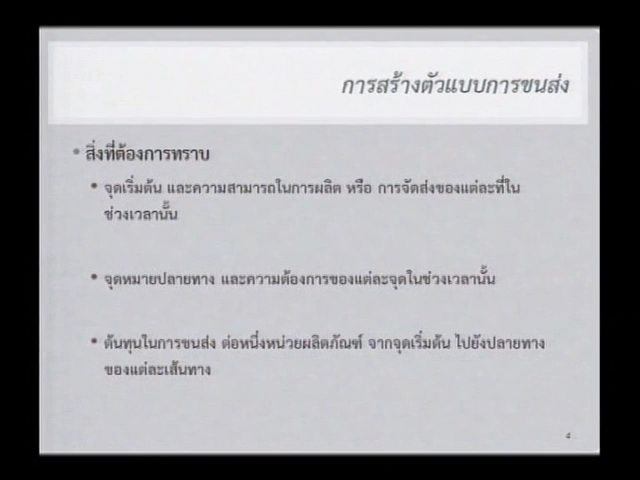 การสร้างตัวแบบการขนส่ง
• สิ่งที่ต้องการทราบ
• จุดเริ่มต้น และความสามารถในการผลิต หรือ การจัดส่งของแต่ละที่ใน
ช่วงเวลานั้น
• จุดหมายปลายทาง และความต้องการของแต่ละจุดในช่วงเวลานั้น
• ต้นทุนในการขนส่ง ต่อหนึ่งหน่วยผลิตภัณฑ์ จากจุดเริ่มต้น ไปยังปลายทาง
ของแต่ละเส้นทาง
4